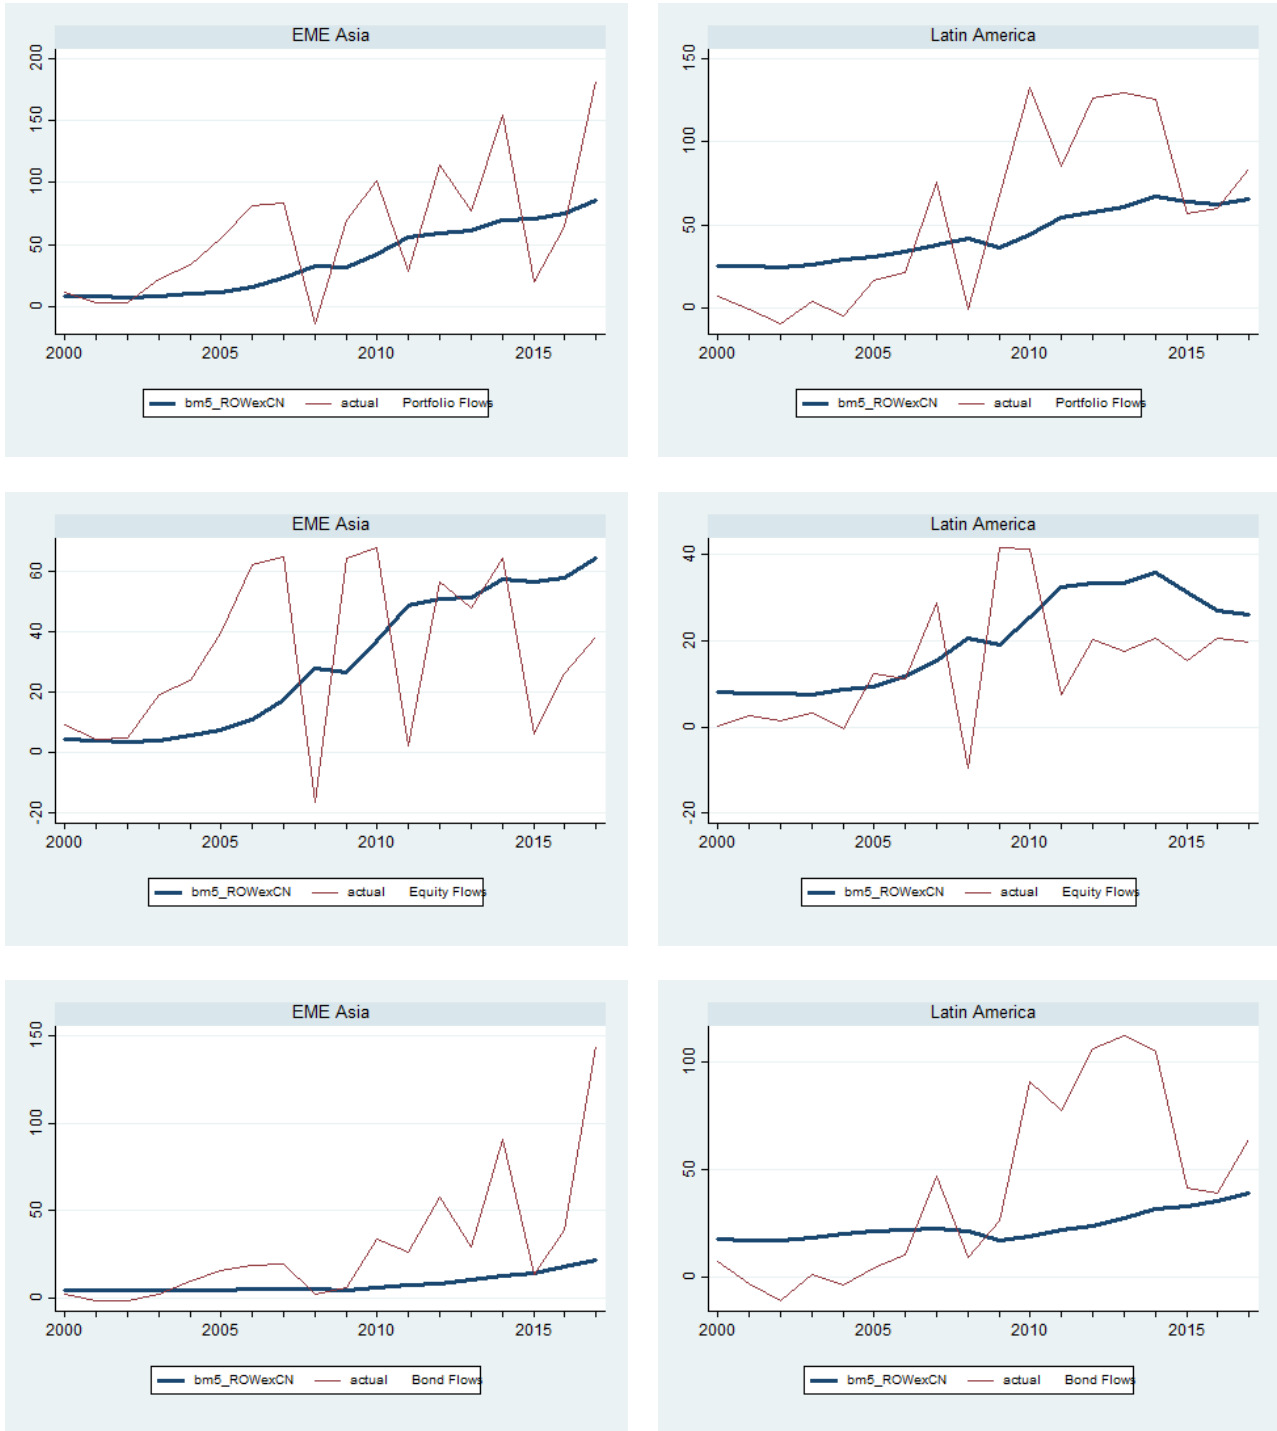 EME Asia
200
150
100
50
0
2000 2005 2010 2015
bm5_ROWexCN actual Portfolio Flows
Latin America
150
100
50
0
2000 2005 2010 2015
bm5_ROWexCN actual Portfolio Flows
EME Asia
60
40
20
0
-20
2000 2005 2010 2015
bm5_ROWexCN actual Equity Flows
Latin America
40
20
0
-20
2000 2005 2010 2015
bm5_ROWexCN actual Equity Flows
EME Asia
150
100
50
0
2000 2005 2010 2015
bm5_ROWexCN actual Bond Flows
Latin America
100
50
0
2000 2005 2010 2015
bm5_ROWexCN actual Bond Flows